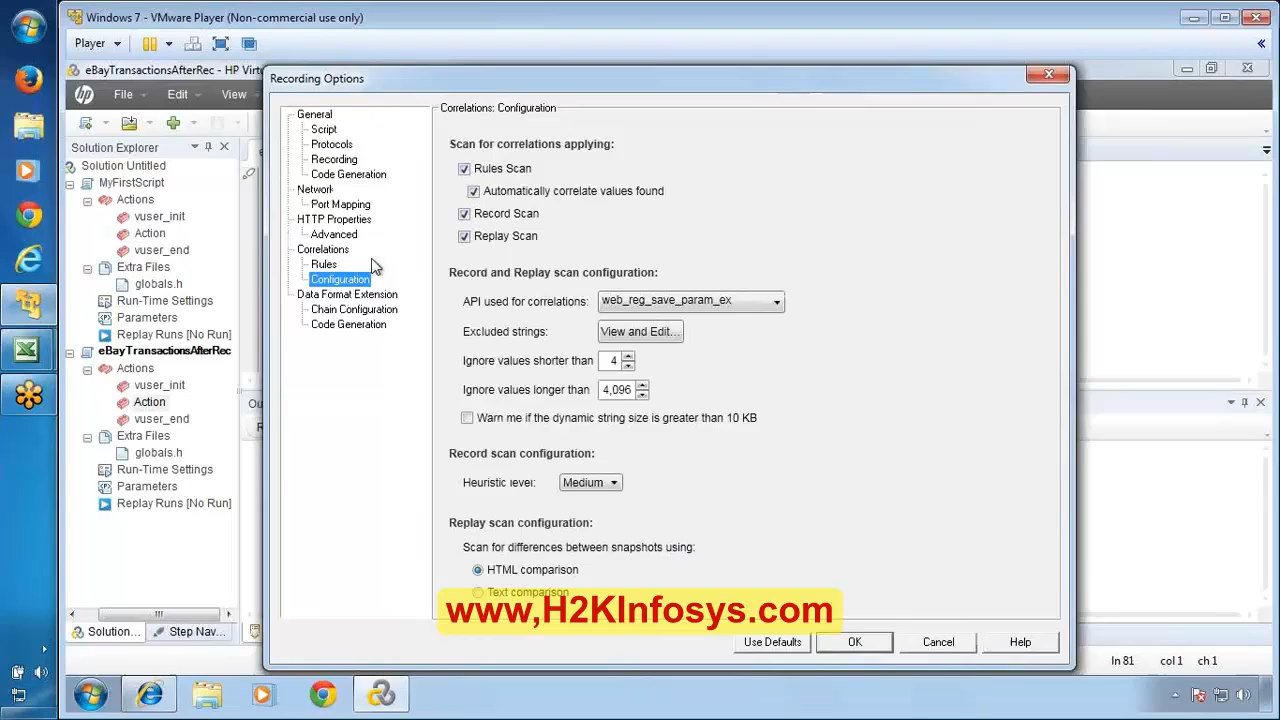 Windows 7 - VMware Player (Non-commercial use only)
Player
«
eBayTransactionsAfterRec - HP Virtu
hp
File
Edit
View
Solution Explorer
Solution Untitled
MyFirstScript
Actions
vuser_init
Action
vuser_end
Extra Files
globals.h
Run-Time Settings
Parameters
Replay Runs [No Run]
eBayTransactionsAfterRec
Actions
vuser_init
Action
vuser_end
Extra Files
globals.h
Run-Time Settings
Parameters
Replay Runs [No Run]
Solution...
Step Nav...
Ou
Recording Options
General
Script
Protocols
Recording
Code Generation
Network
Port Mapping
HTTP Properties
Advanced
Correlations
Rules
Configuration
Data Format Extension
Chain Configuration
Code Generation
Correlations: Configuration
Scan for correlations applying:
Rules Scan
Automatically correlate values found
Record Scan
Replay Scan
Record and Replay scan configuration:
API used for correlations: web_reg_save_param_ex
Excluded strings: View and Edit...
Ignore values shorter than 4
Ignore values longer than 4,096
Warn me if the dynamic string size is greater than 10 KB
Record scan configuration:
Heuristic level: Medium
Replay scan configuration:
Scan for differences between snapshots using:
HTML comparison
Text comparison
www,H2KInfosys.com
Use Defaults
OK
Cancel
Help
ln 81 col 1 ch 1